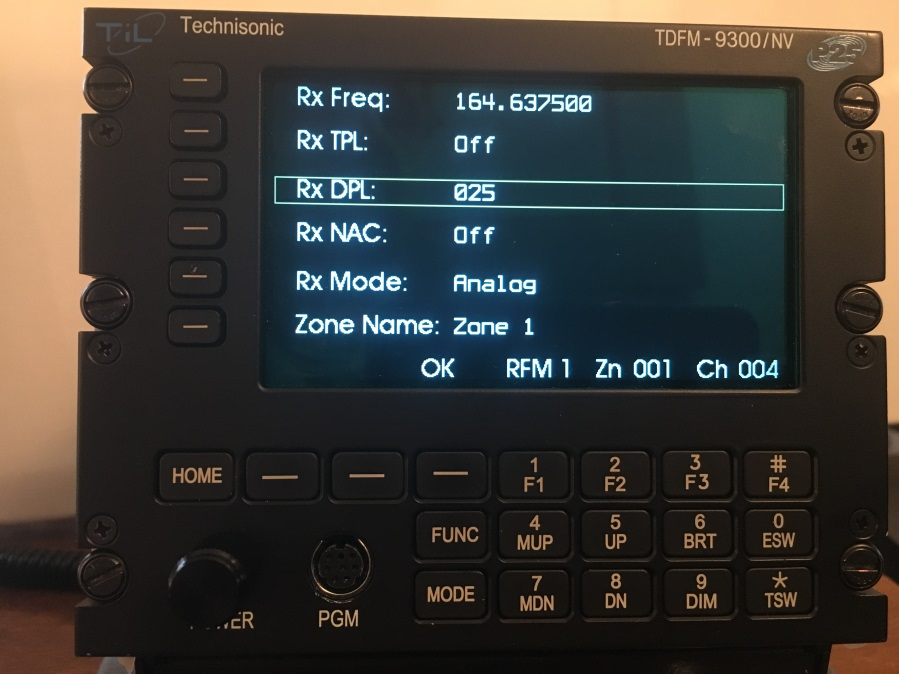 TiL Technisonic TDFM-9300/NV P25
Rx Freq: 164.637500
Rx TPL: Off
Rx DPL: 025
Rx NAC: Off
Rx Mode: Analog
Zone Name: Zone 1
OK RFM 1 Zn 001 Ch 004
HOME 1 2 3 #
F1 F2 F3 F4
FUNC 4 5 6 0
MUP UP BRT ESW
MODE 7 8 9 *
MDN DN DIM TSW
POWER PGM